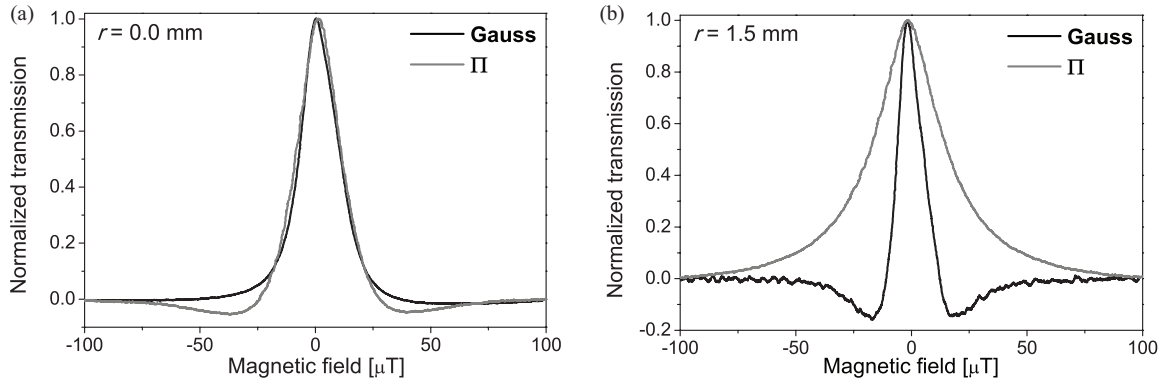 (a)
r = 0.0 mm
Gauss
Π
Normalized transmission
1.0
0.8
0.6
0.4
0.2
0.0
-100
-50
0
50
100
Magnetic field [μT]
(b)
r = 1.5 mm
Gauss
Π
Normalized transmission
1.0
0.8
0.6
0.4
0.2
0.0
-0.2
-100
-50
0
50
100
Magnetic field [μT]